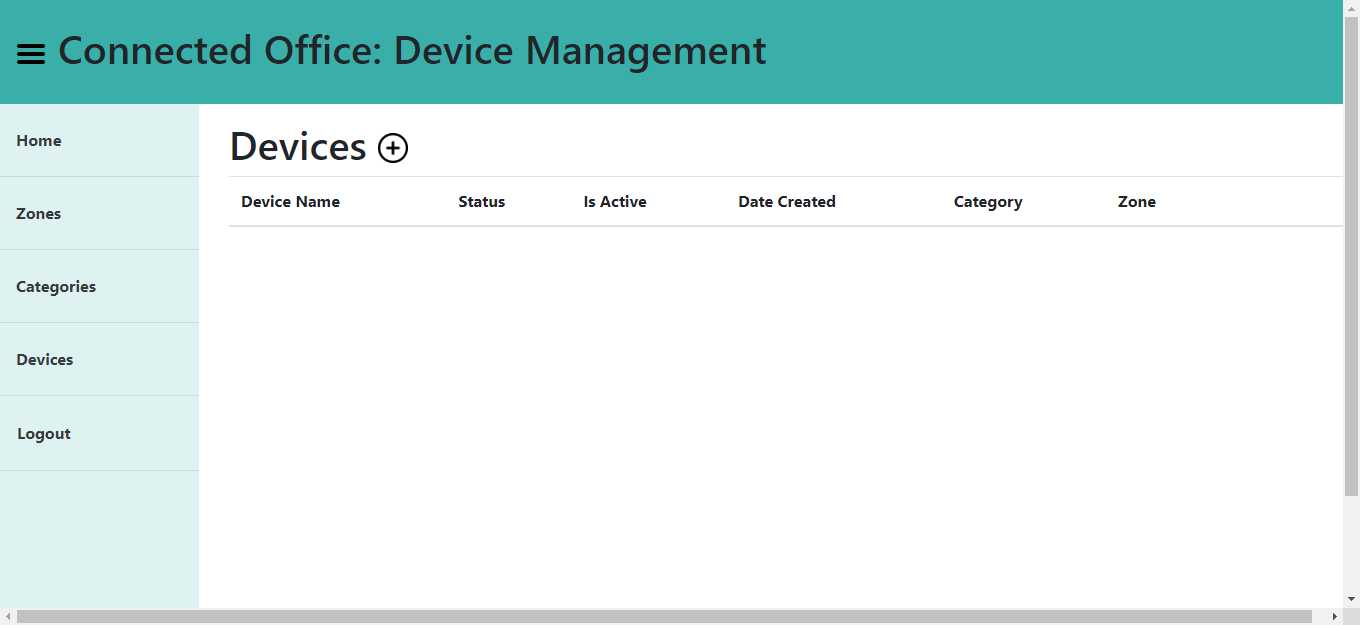 Connected Office: Device Management
Home
Zones
Categories
Devices
Logout
Devices
Device Name Status Is Active Date Created Category Zone